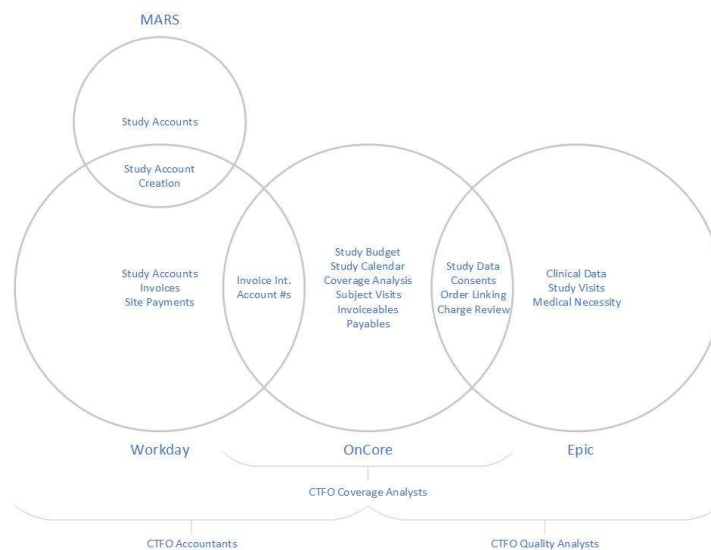 MARS
Study Accounts
Study Account
Creation
Study Accounts
Invoices
Site Payments
Invoice Int.
Account #s
Study Budget
Study Calendar
Coverage Analysis
Subject Visits
Invoiceables
Payables
Study Data
Consents
Order Linking
Charge Review
Clinical Data
Study Visits
Medical Necessity
Workday
OnCore
Epic
CTFO Coverage Analysts
CTFO Accountants
CTFO Quality Analysts